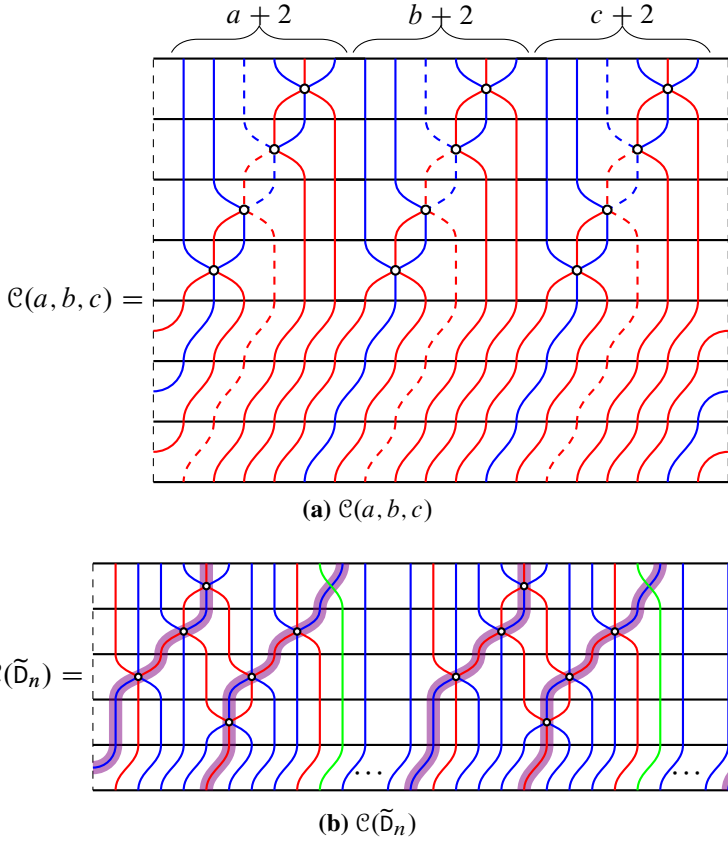 a + 2 b + 2 c + 2
𝒞(a, b, c) =
(a) 𝒞(a, b, c)
𝒞(D̃ₙ) =
... ...
(b) 𝒞(D̃ₙ)